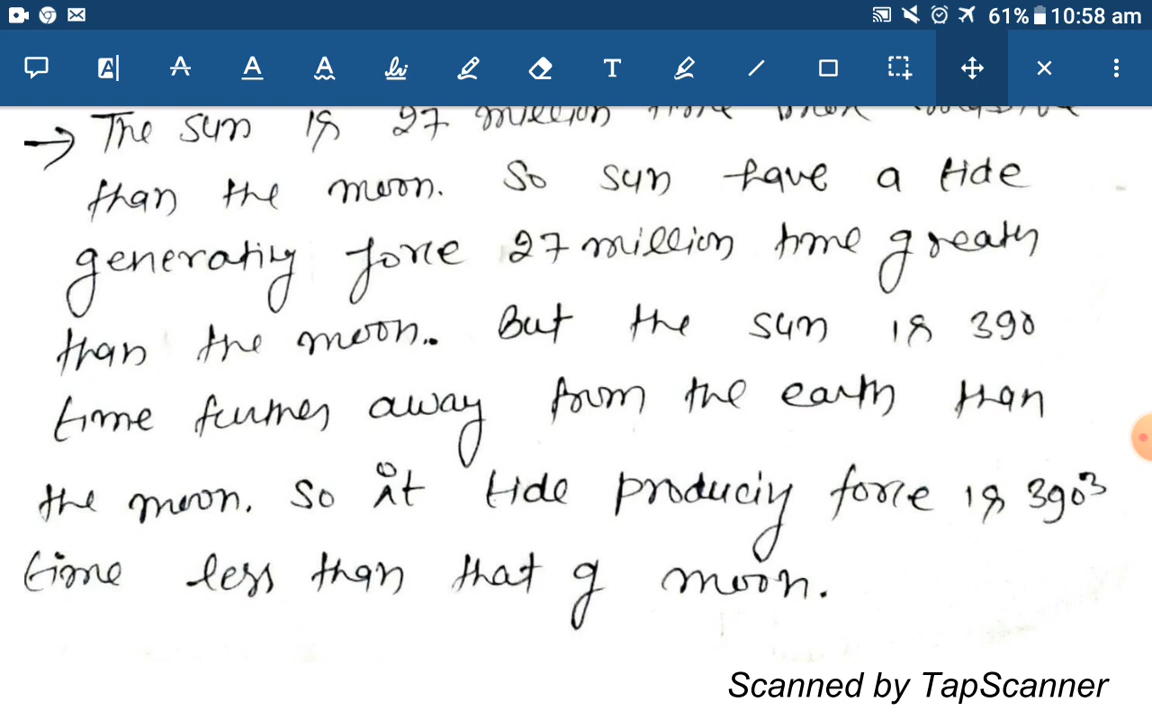 61% 10:58 am
→ The sun is 27 million
than the moon. So sun have a tide
generating force 27 million time greater
than the moon. But the sun is 390
time further away from the earth than
the moon. So it tide producing force is 390³
time less than that of moon.
Scanned by TapScanner